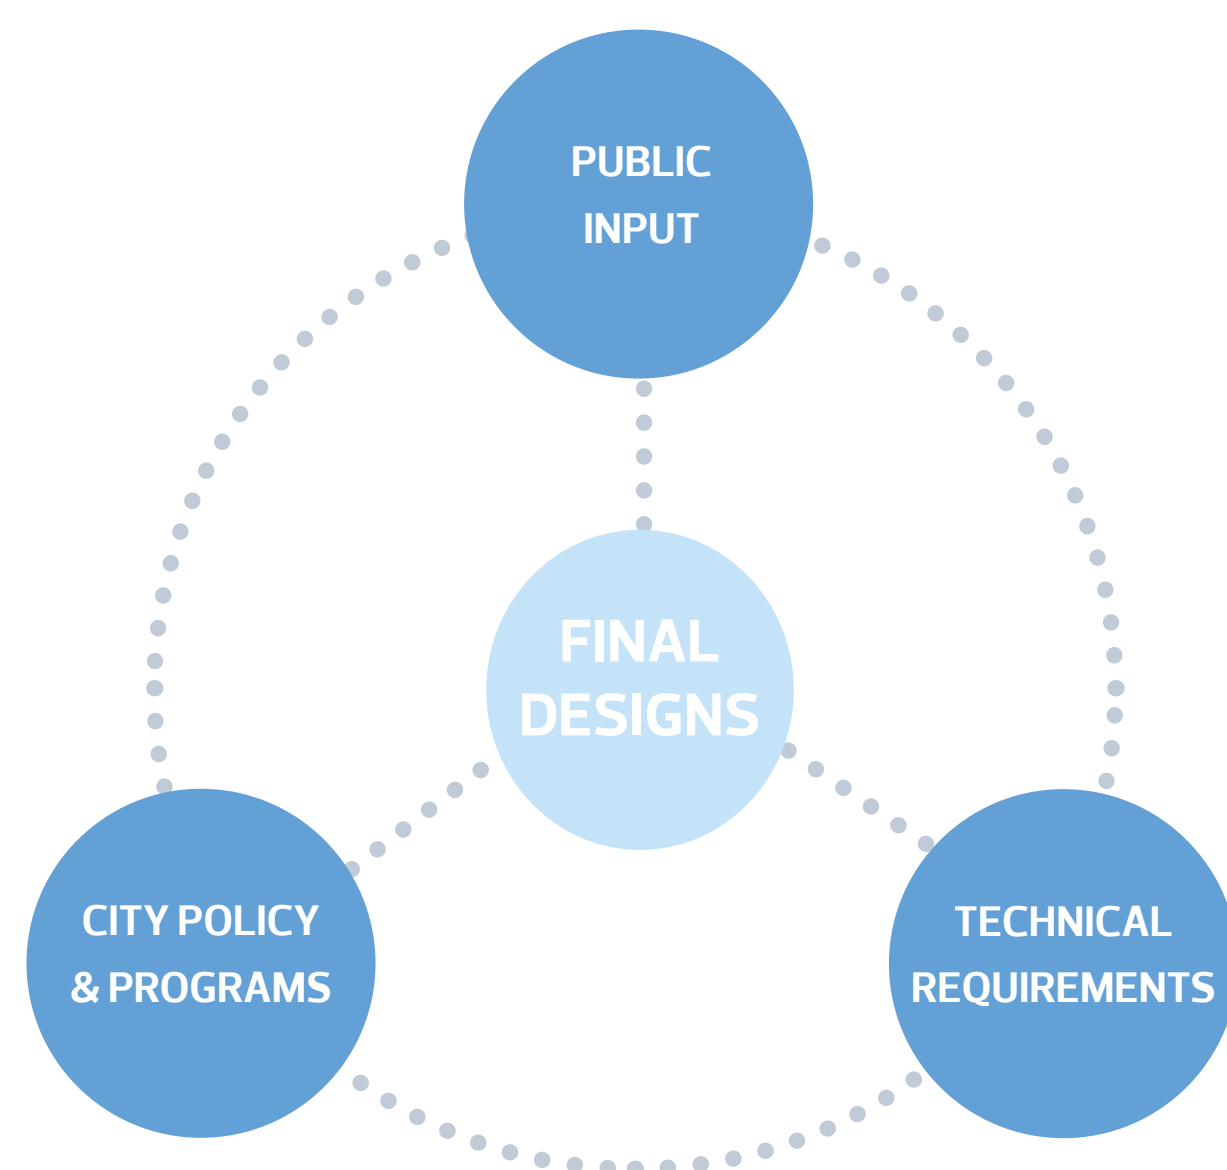 PUBLIC
INPUT
FINAL
DESIGNS
CITY POLICY
& PROGRAMS
TECHNICAL
REQUIREMENTS